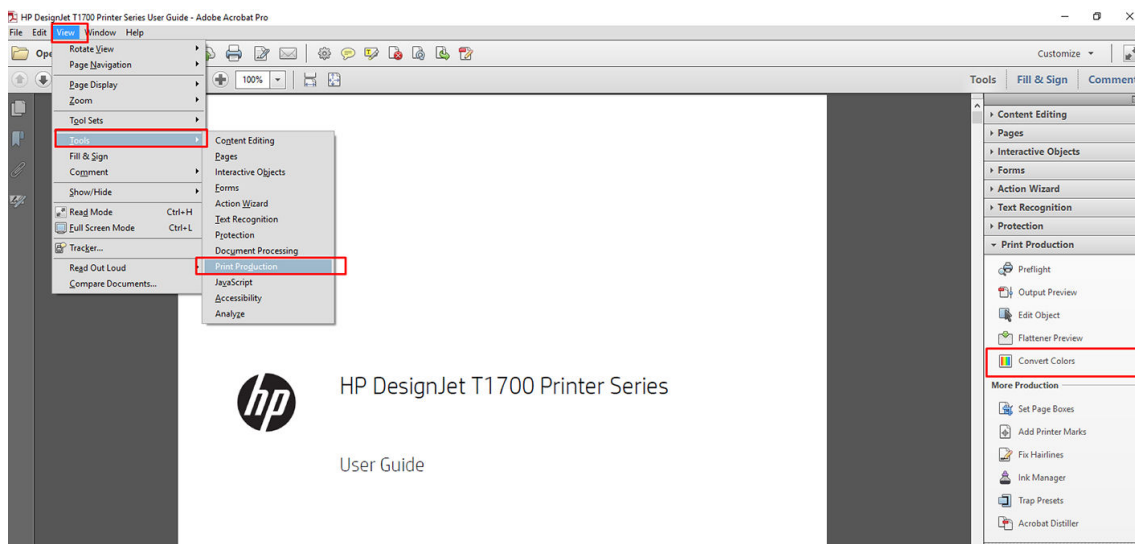 HP DesignJet T1700 Printer Series User Guide - Adobe Acrobat Pro
File Edit View Window Help
Customize
100%
Tools Fill & Sign Comment
Rotate View
Page Navigation
Page Display
Zoom
Tool Sets
Tools
Fill & Sign
Comment
Show/Hide
Read Mode Ctrl+H
Full Screen Mode Ctrl+L
Tracker...
Read Out Loud
Compare Documents...
Content Editing
Pages
Interactive Objects
Forms
Action Wizard
Text Recognition
Protection
Document Processing
Print Production
JavaScript
Accessibility
Analyze
hp
HP DesignJet T1700 Printer Series
User Guide
Content Editing
Pages
Interactive Objects
Forms
Action Wizard
Text Recognition
Protection
Print Production
Preflight
Output Preview
Edit Object
Flattener Preview
Convert Colors
More Production
Set Page Boxes
Add Printer Marks
Fix Hairlines
Ink Manager
Trap Presets
Acrobat Distiller